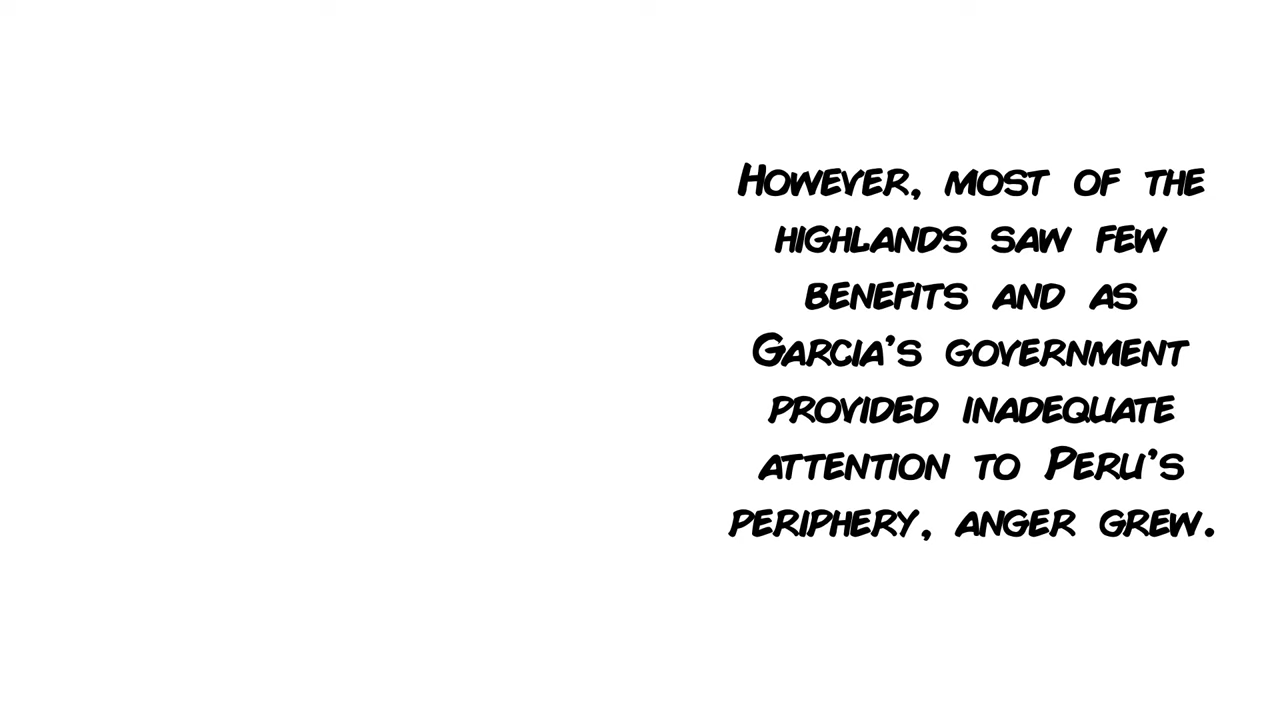 However, most of the
highlands saw few
benefits and as
Garcia's government
provided inadequate
attention to Peru's
periphery, anger grew.